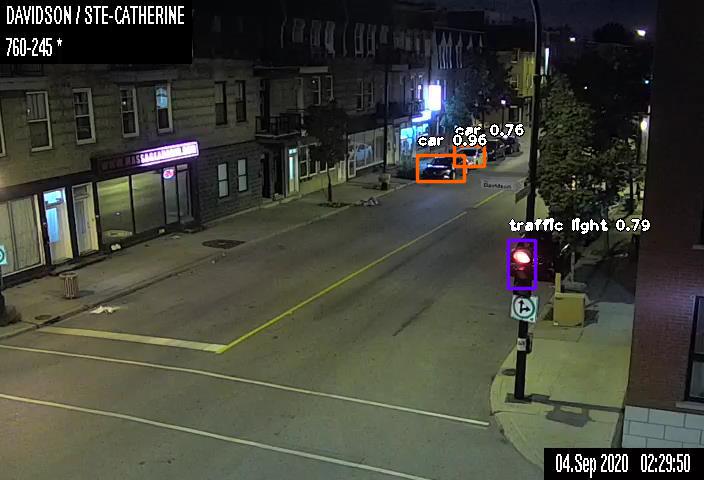 DAVIDSON / STE-CATHERINE
760-245 *
car 0.76
car 0.96
Davidson
traffic light 0.79
04.Sep 2020 02:29:50